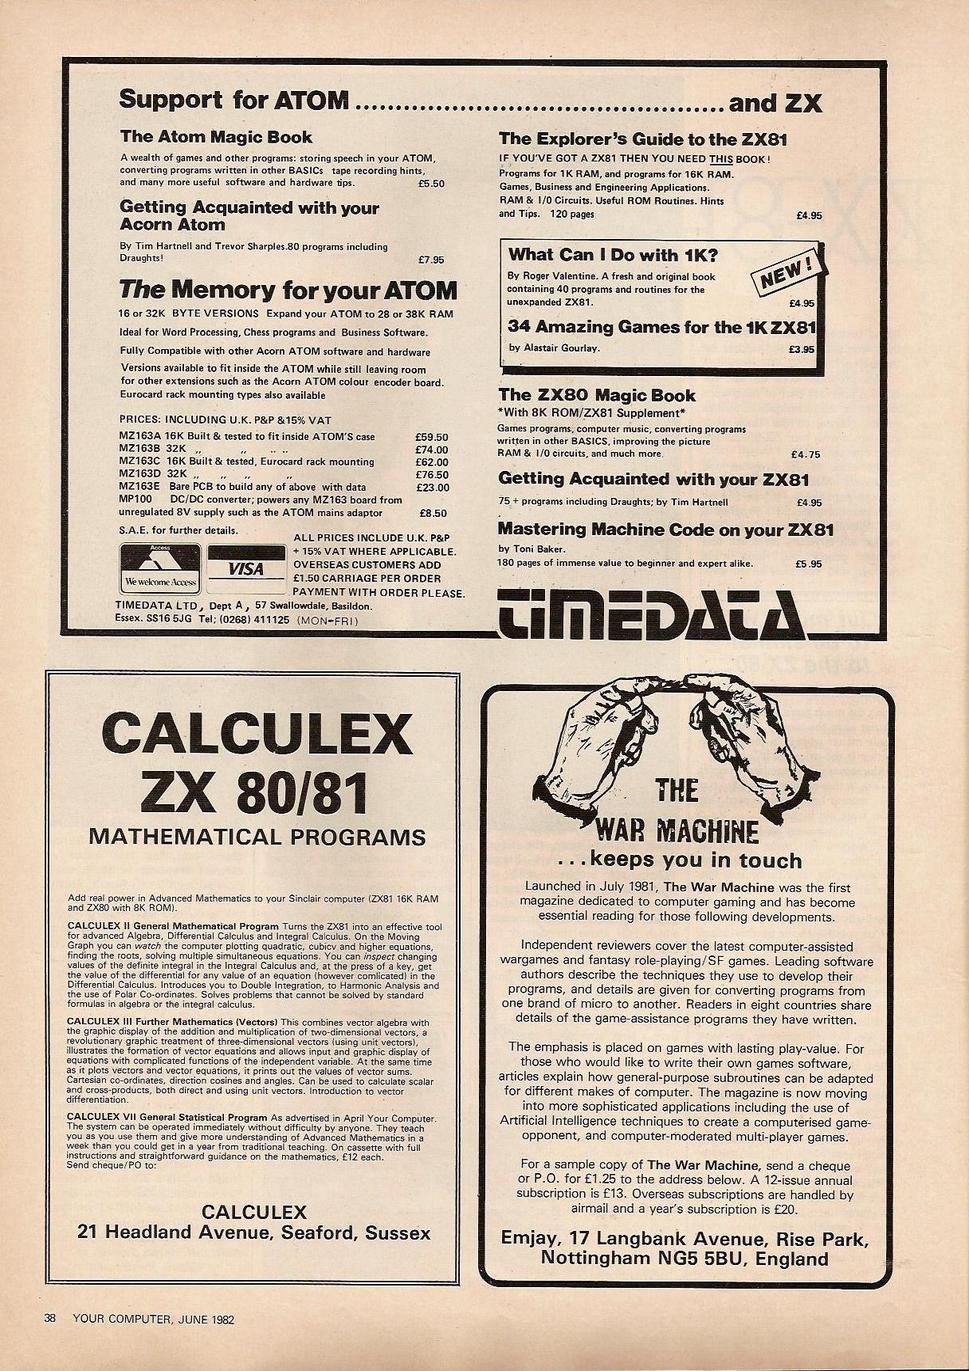 Support for ATOM .............................................. and ZX
The Atom Magic Book
A wealth of games and other programs: storing speech in your ATOM,
converting programs written in other BASICs tape recording hints,
and many more useful software and hardware tips. £5.50
Getting Acquainted with your
Acorn Atom
By Tim Hartnell and Trevor Sharples.80 programs including
Draughts! £7.95
The Memory for your ATOM
16 or 32K BYTE VERSIONS Expand your ATOM to 28 or 38K RAM
Ideal for Word Processing, Chess programs and Business Software.
Fully Compatible with other Acorn ATOM software and hardware
Versions available to fit inside the ATOM while still leaving room
for other extensions such as the Acorn ATOM colour encoder board.
Eurocard rack mounting types also available
PRICES: INCLUDING U.K. P&P &15% VAT
MZ163A 16K Built & tested to fit inside ATOM'S case £59.50
MZ163B 32K ,, ,, .. .. £74.00
MZ163C 16K Built & tested, Eurocard rack mounting £62.00
MZ163D 32K ,, ,, ,, ,, £76.50
MZ163E Bare PCB to build any of above with data £23.00
MP100 DC/DC converter; powers any MZ163 board from
unregulated 8V supply such as the ATOM mains adaptor £8.50
S.A.E. for further details.
Access
We welcome Access
VISA
ALL PRICES INCLUDE U.K. P&P
+ 15% VAT WHERE APPLICABLE.
OVERSEAS CUSTOMERS ADD
£1.50 CARRIAGE PER ORDER
PAYMENT WITH ORDER PLEASE.
TIMEDATA LTD, Dept A, 57 Swallowdale, Basildon.
Essex. SS16 5JG Tel; (0268) 411125 (MON-FRI)
The Explorer's Guide to the ZX81
IF YOU'VE GOT A ZX81 THEN YOU NEED THIS BOOK!
Programs for 1K RAM, and programs for 16K RAM.
Games, Business and Engineering Applications.
RAM & I/0 Circuits. Useful ROM Routines. Hints
and Tips. 120 pages £4.95
What Can I Do with 1K?
By Roger Valentine. A fresh and original book
containing 40 programs and routines for the
unexpanded ZX81. £4.95
NEW!
34 Amazing Games for the 1K ZX81
by Alastair Gourlay. £3.95
The ZX80 Magic Book
*With 8K ROM/ZX81 Supplement*
Games programs, computer music, converting programs
written in other BASICS, improving the picture
RAM & I/0 circuits, and much more. £4.75
Getting Acquainted with your ZX81
75 + programs including Draughts; by Tim Hartnell £4.95
Mastering Machine Code on your ZX81
by Toni Baker.
180 pages of immense value to beginner and expert alike. £5.95
TIMEDATA
CALCULEX
ZX 80/81
MATHEMATICAL PROGRAMS
Add real power in Advanced Mathematics to your Sinclair computer (ZX81 16K RAM
and ZX80 with 8K ROM).
CALCULEX II General Mathematical Program Turns the ZX81 into an effective tool
for advanced Algebra, Differential Calculus and Integral Calculus. On the Moving
Graph you can watch the computer plotting quadratic, cubicv and higher equations,
finding the roots, solving multiple simultaneous equations. You can inspect changing
values of the definite integral in the Integral Calculus and, at the press of a key, get
the value of the differential for any value of an equation (however comlicated) in the
Differential Calculus. Introduces you to Double Integration, to Harmonic Analysis and
the use of Polar Co-ordinates. Solves problems that cannot be solved by standard
formulas in algebra or the integral calculus.
CALCULEX III Further Mathematics (Vectors) This combines vector algebra with
the graphic display of the addition and multiplication of two-dimensional vectors, a
revolutionary graphic treatment of three-dimensional vectors (using unit vectors),
illustrates the formation of vector equations and allows input and graphic display of
equations with complicated functions of the independent variable. At the same time
as it plots vectors and vector equations, it prints out the values of vector sums.
Cartesian co-ordinates, direction cosines and angles. Can be used to calculate scalar
and cross-products, both direct and using unit vectors. Introduction to vector
differentiation.
CALCULEX VII General Statistical Program As advertised in April Your Computer.
The system can be operated immediately without difficulty by anyone. They teach
you as you use them and give more understanding of Advanced Mathematics in a
week than you could get in a year from traditional teaching. On cassette with full
instructions and straightforward guidance on the mathematics, £12 each.
Send cheque/PO to:
CALCULEX
21 Headland Avenue, Seaford, Sussex
THE
WAR MACHINE
...keeps you in touch
Launched in July 1981, The War Machine was the first
magazine dedicated to computer gaming and has become
essential reading for those following developments.
Independent reviewers cover the latest computer-assisted
wargames and fantasy role-playing/SF games. Leading software
authors describe the techniques they use to develop their
programs, and details are given for converting programs from
one brand of micro to another. Readers in eight countries share
details of the game-assistance programs they have written.
The emphasis is placed on games with lasting play-value. For
those who would like to write their own games software,
articles explain how general-purpose subroutines can be adapted
for different makes of computer. The magazine is now moving
into more sophisticated applications including the use of
Artificial Intelligence techniques to create a computerised game-
opponent, and computer-moderated multi-player games.
For a sample copy of The War Machine, send a cheque
or P.O. for £1.25 to the address below. A 12-issue annual
subscription is £13. Overseas subscriptions are handled by
airmail and a year's subscription is £20.
Emjay, 17 Langbank Avenue, Rise Park,
Nottingham NG5 5BU, England
38 YOUR COMPUTER, JUNE 1982